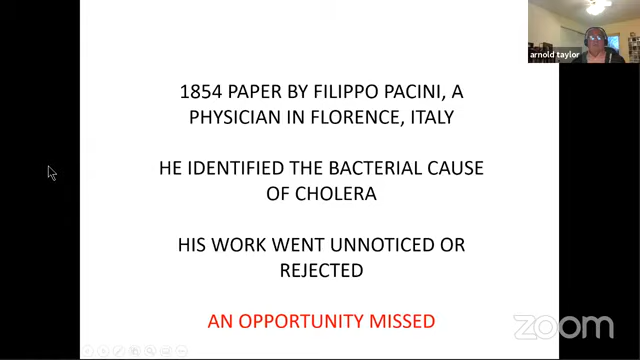 arnold taylor
1854 PAPER BY FILIPPO PACINI, A
PHYSICIAN IN FLORENCE, ITALY
HE IDENTIFIED THE BACTERIAL CAUSE
OF CHOLERA
HIS WORK WENT UNNOTICED OR
REJECTED
AN OPPORTUNITY MISSED
zoom